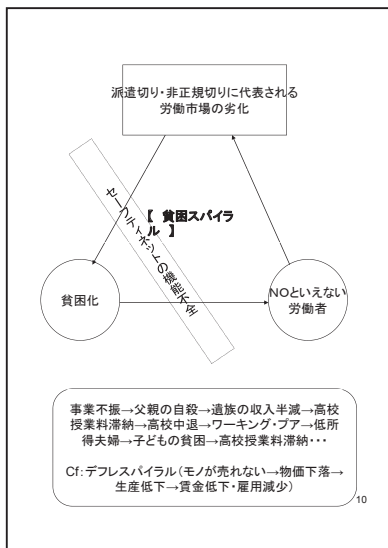 派遣切り・非正規切りに代表される
労働市場の劣化
セーフティネットの機能不全
【 貧困スパイラ
ル 】
貧困化
NOといえない
労働者
事業不振→父親の自殺→遺族の収入半減→高校
授業料滞納→高校中退→ワーキング・プア→低所
得夫婦→子どもの貧困→高校授業料滞納・・・
Cf:デフレスパイラル(モノが売れない→物価下落→
生産低下→賃金低下・雇用減少)
10